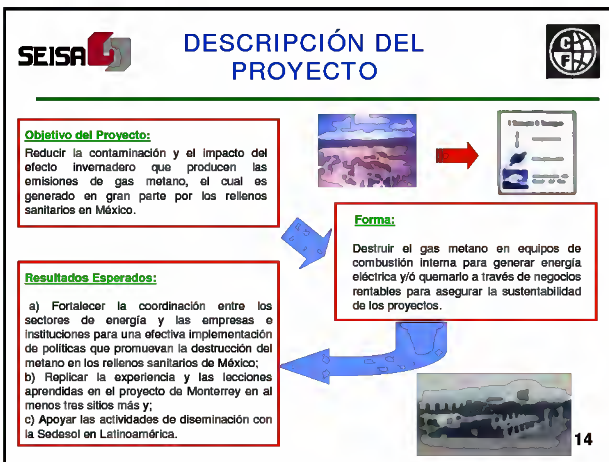 SEISA
DESCRIPCIÓN DEL
PROYECTO
C
F
Objetivo del Proyecto:
Reducir la contaminación y el impacto del
efecto invernadero que producen las
emisiones de gas metano, el cual es
generado en gran parte por los rellenos
sanitarios en México.
Forma:
Destruir el gas metano en equipos de
combustión interna para generar energía
eléctrica y/ó quemarlo a través de negocios
rentables para asegurar la sustentabilidad
de los proyectos.
Resultados Esperados:
a) Fortalecer la coordinación entre los
sectores de energía y las empresas e
instituciones para una efectiva implementación
de políticas que promuevan la destrucción del
metano en los rellenos sanitarios de México;
b) Replicar la experiencia y las lecciones
aprendidas en el proyecto de Monterrey en al
menos tres sitios más y;
c) Apoyar las actividades de diseminación con
la Sedesol en Latinoamérica.
14